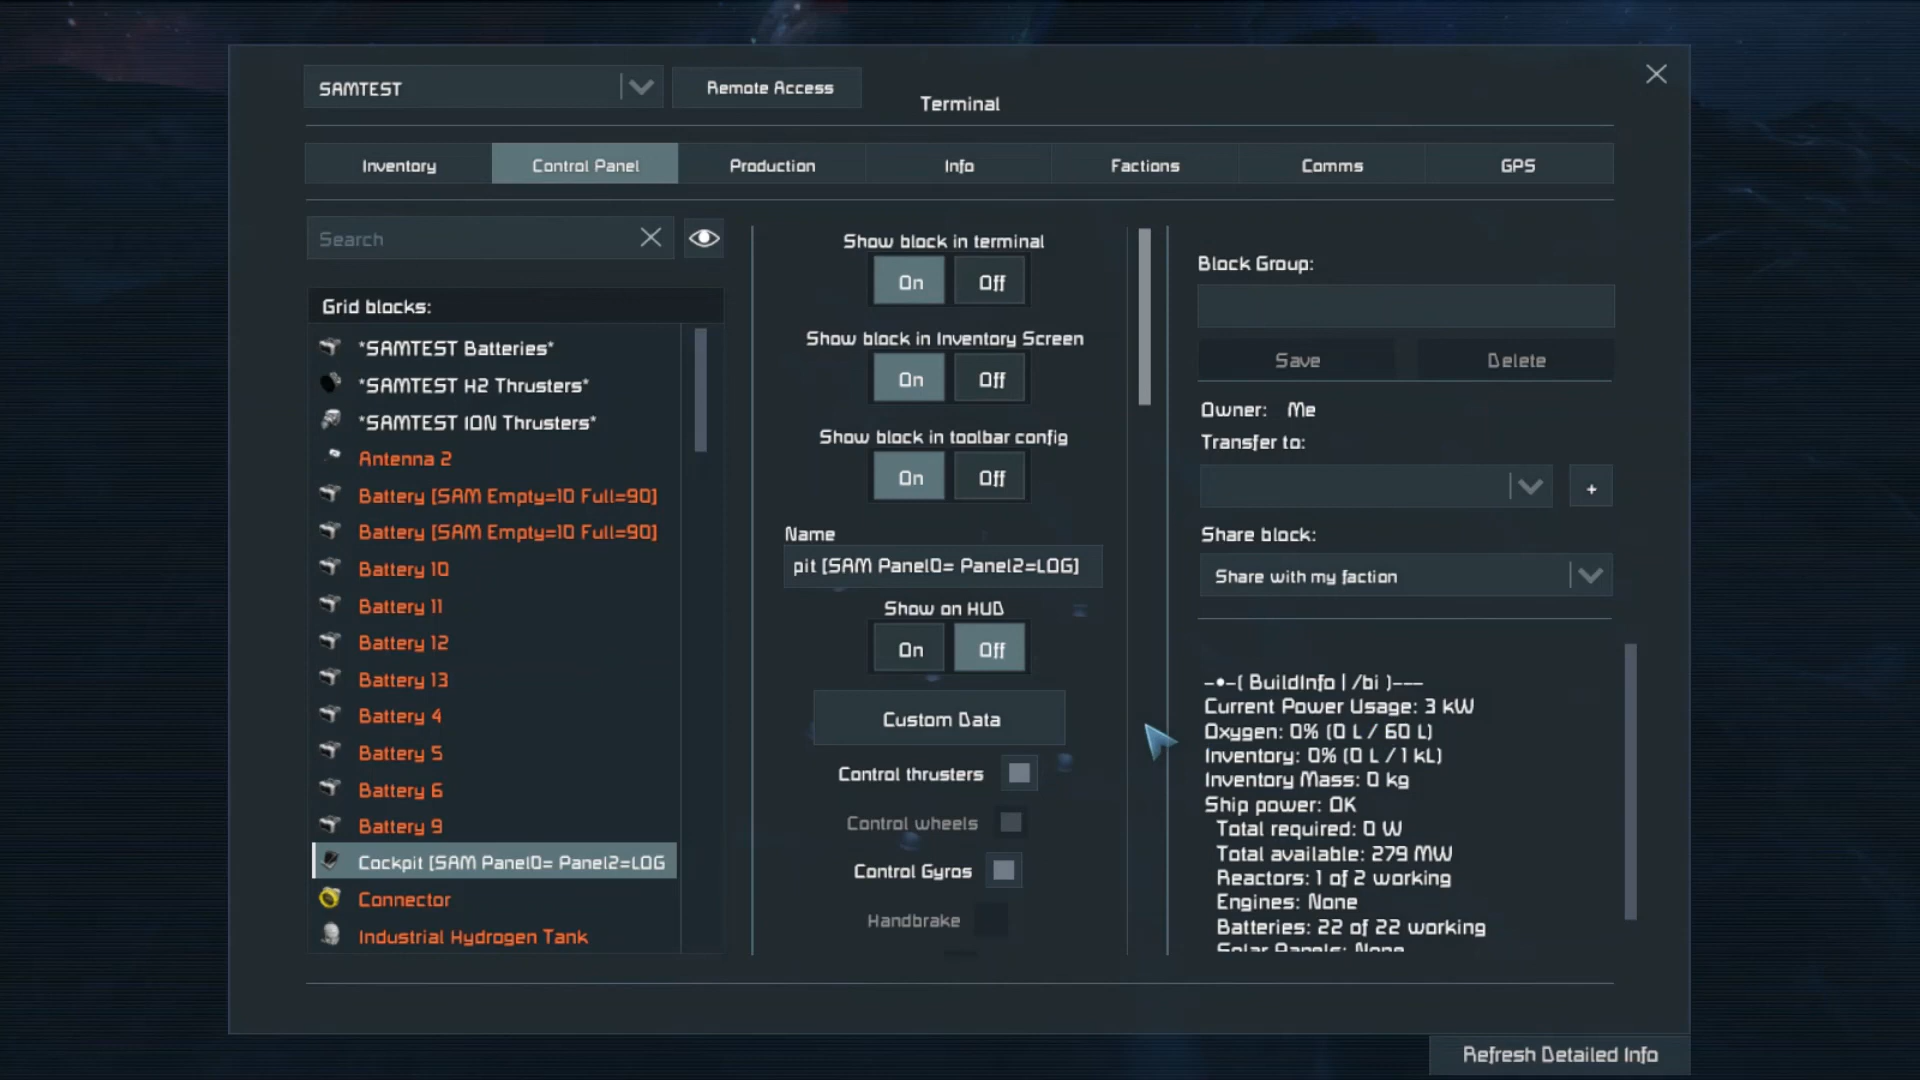 SAMTEST
Remote Access
Terminal
Inventory
Control Panel
Production
Info
Factions
Comms
GPS
Search
Grid blocks:
*SAMTEST Batteries*
*SAMTEST H2 Thrusters*
*SAMTEST ION Thrusters*
Antenna 2
Battery [SAM Empty=10 Full=90]
Battery [SAM Empty=10 Full=90]
Battery 10
Battery 11
Battery 12
Battery 13
Battery 4
Battery 5
Battery 6
Battery 9
Cockpit [SAM Panel0= Panel2=LOG
Connector
Industrial Hydrogen Tank
Show block in terminal
On Off
Show block in Inventory Screen
On Off
Show block in toolbar config
On Off
Name
pit [SAM Panel0= Panel2=LOG]
Show on HUD
On Off
Custom Data
Control thrusters
Control wheels
Control Gyros
Handbrake
Block Group:
Save
Delete
Owner: Me
Transfer to:
+
Share block:
Share with my faction
-•-( BuildInfo | /bi )---
Current Power Usage: 3 kW
Oxygen: 0% (0 L / 60 L)
Inventory: 0% (0 L / 1 kL)
Inventory Mass: 0 kg
Ship power: OK
Total required: 0 W
Total available: 279 MW
Reactors: 1 of 2 working
Engines: None
Batteries: 22 of 22 working
Solar Panels: None
Refresh Detailed Info